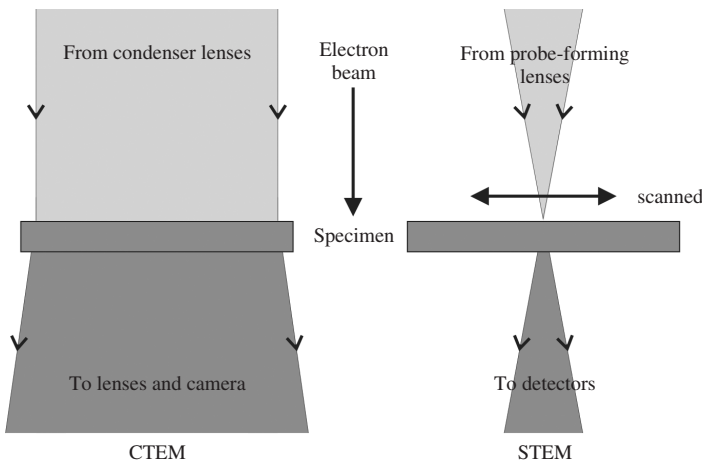 From condenser lenses
Electron
beam
From probe-forming
lenses
scanned
Specimen
To lenses and camera
To detectors
CTEM
STEM